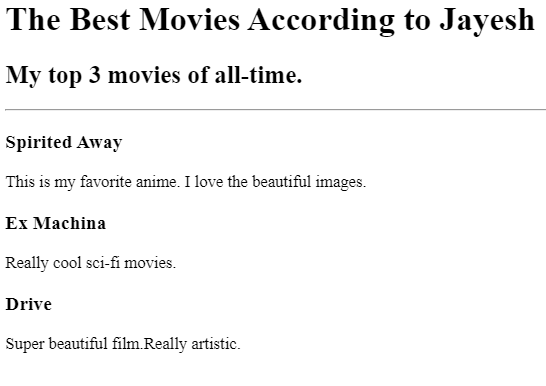 The Best Movies According to Jayesh
My top 3 movies of all-time.
Spirited Away
This is my favorite anime. I love the beautiful images.
Ex Machina
Really cool sci-fi movies.
Drive
Super beautiful film.Really artistic.